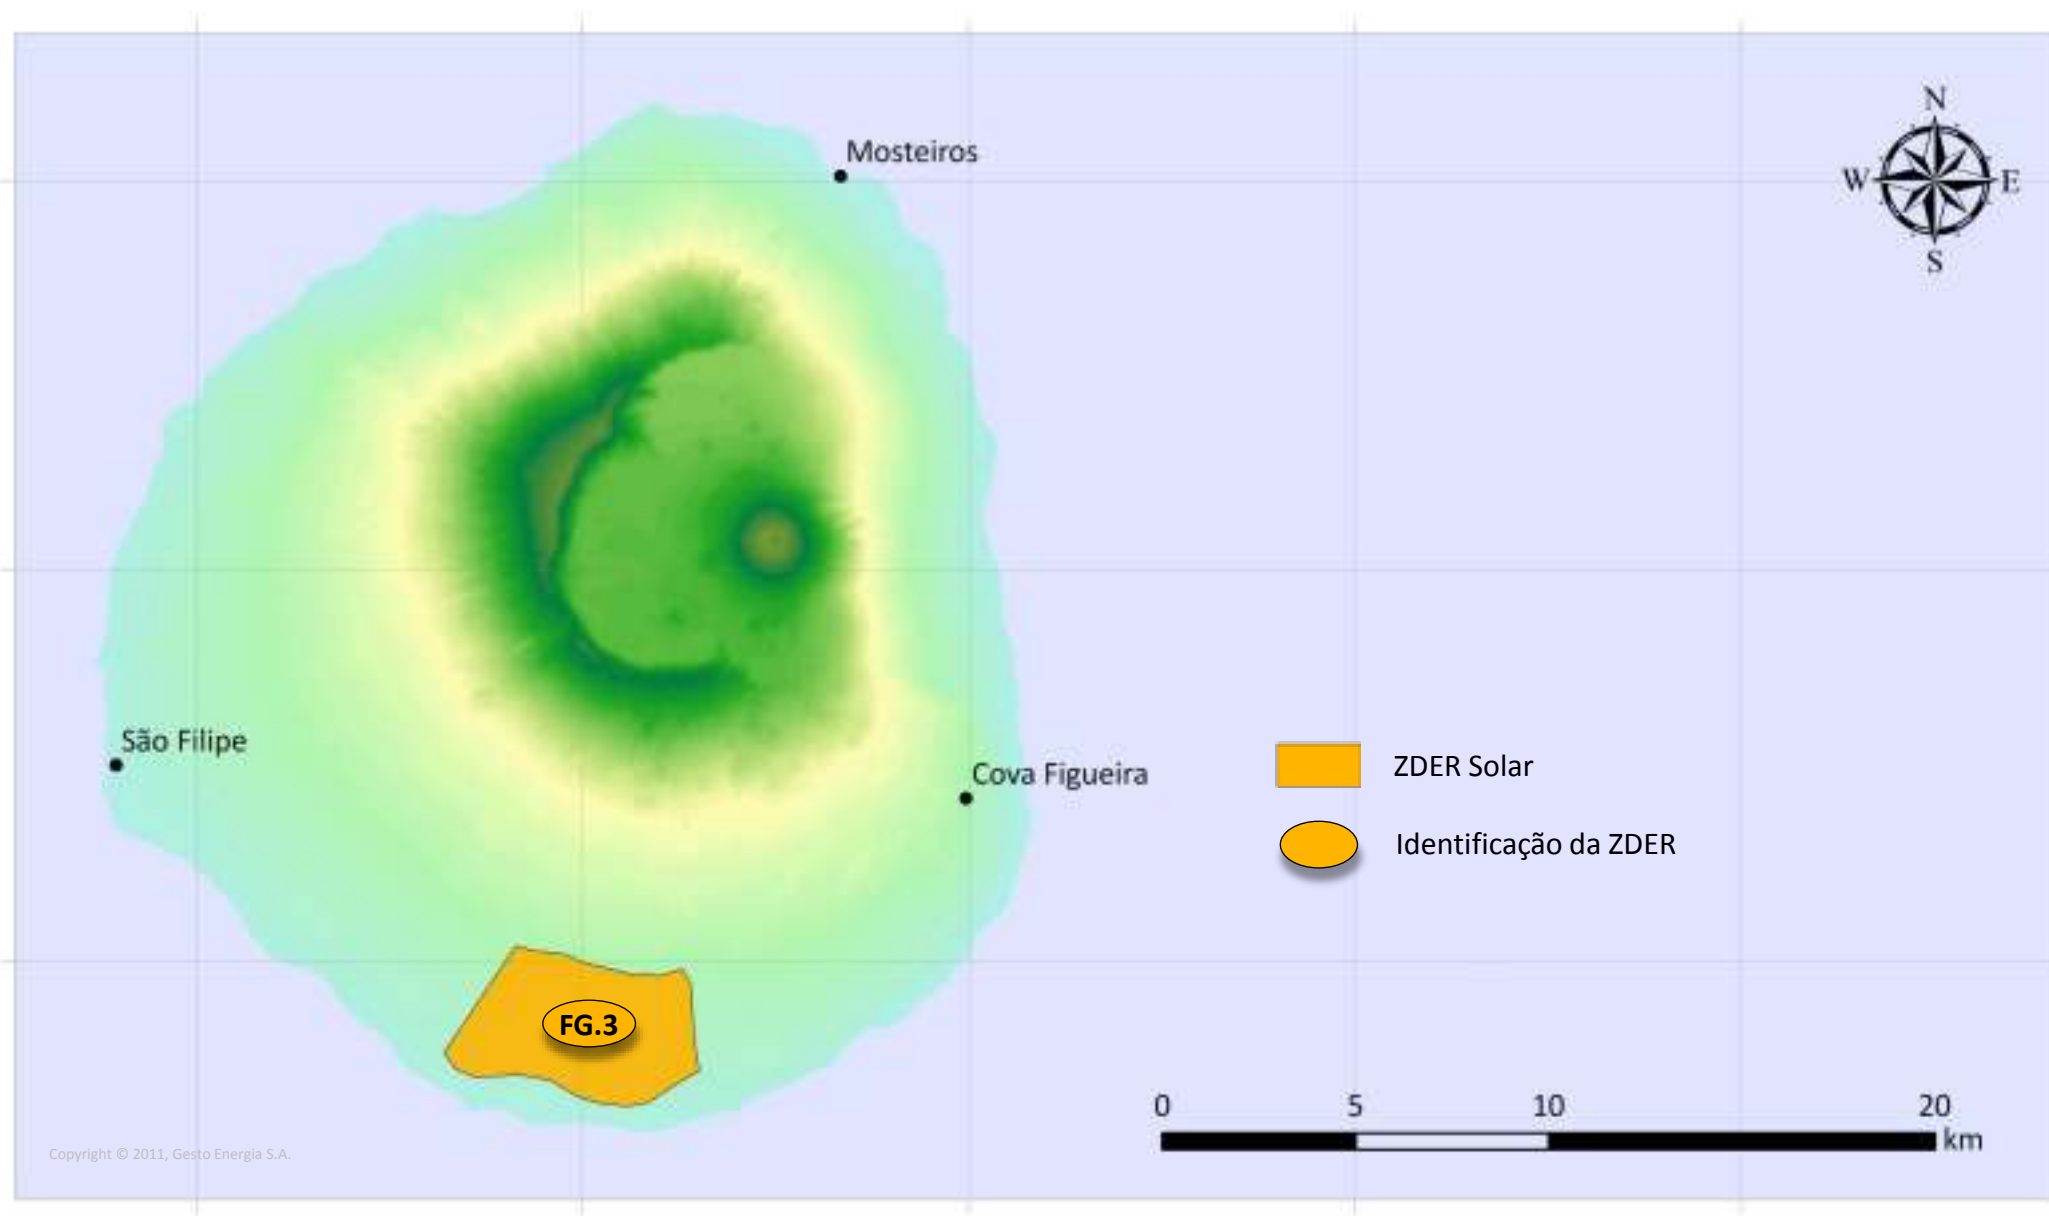 N
W
E
S
Mosteiros
São Filipe
Cova Figueira
ZDER Solar
Identificação da ZDER
FG.3
0 5 10 20
km
Copyright © 2011, Gesto Energia S.A.